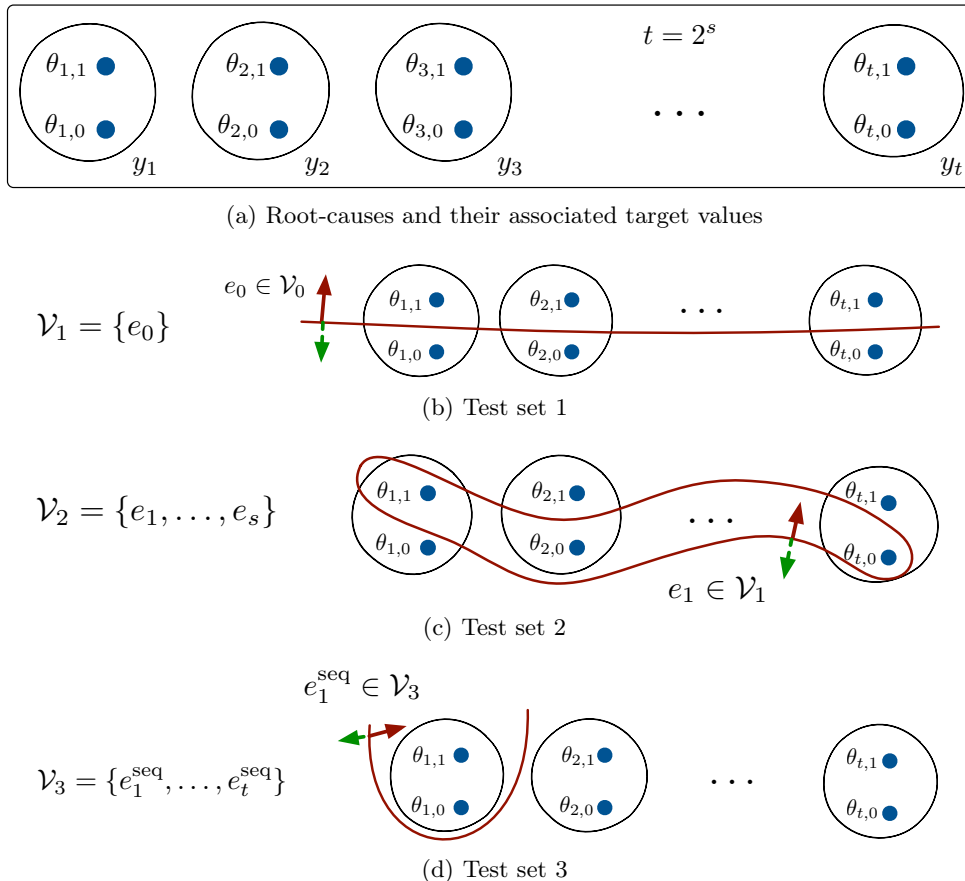 θ₁,₁ θ₂,₁ θ₃,₁ t = 2ˢ θₜ,₁
θ₁,₀ θ₂,₀ θ₃,₀ . . . θₜ,₀
y₁ y₂ y₃ yₜ
(a) Root-causes and their associated target values
e₀ ∈ 𝒱₀ θ₁,₁ θ₂,₁ . . . θₜ,₁
𝒱₁ = {e₀}
θ₁,₀ θ₂,₀ θₜ,₀
(b) Test set 1
θ₁,₁ θ₂,₁ θₜ,₁
𝒱₂ = {e₁, . . . , eₛ} . . .
θ₁,₀ θ₂,₀ θₜ,₀
e₁ ∈ 𝒱₁
(c) Test set 2
e₁^seq ∈ 𝒱₃
θ₁,₁ θ₂,₁ θₜ,₁
𝒱₃ = {e₁^seq, . . . , eₜ^seq} . . .
θ₁,₀ θ₂,₀ θₜ,₀
(d) Test set 3